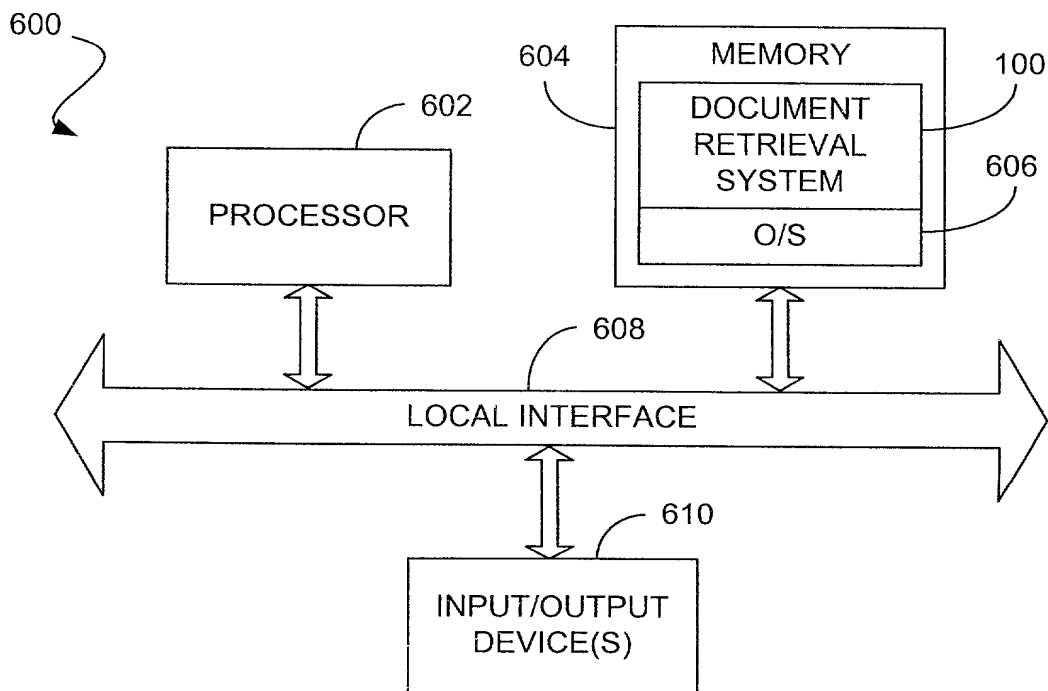 600
604
MEMORY
100
602
DOCUMENT
RETRIEVAL
SYSTEM
606
PROCESSOR
O/S
608
LOCAL INTERFACE
610
INPUT/OUTPUT
DEVICE(S)